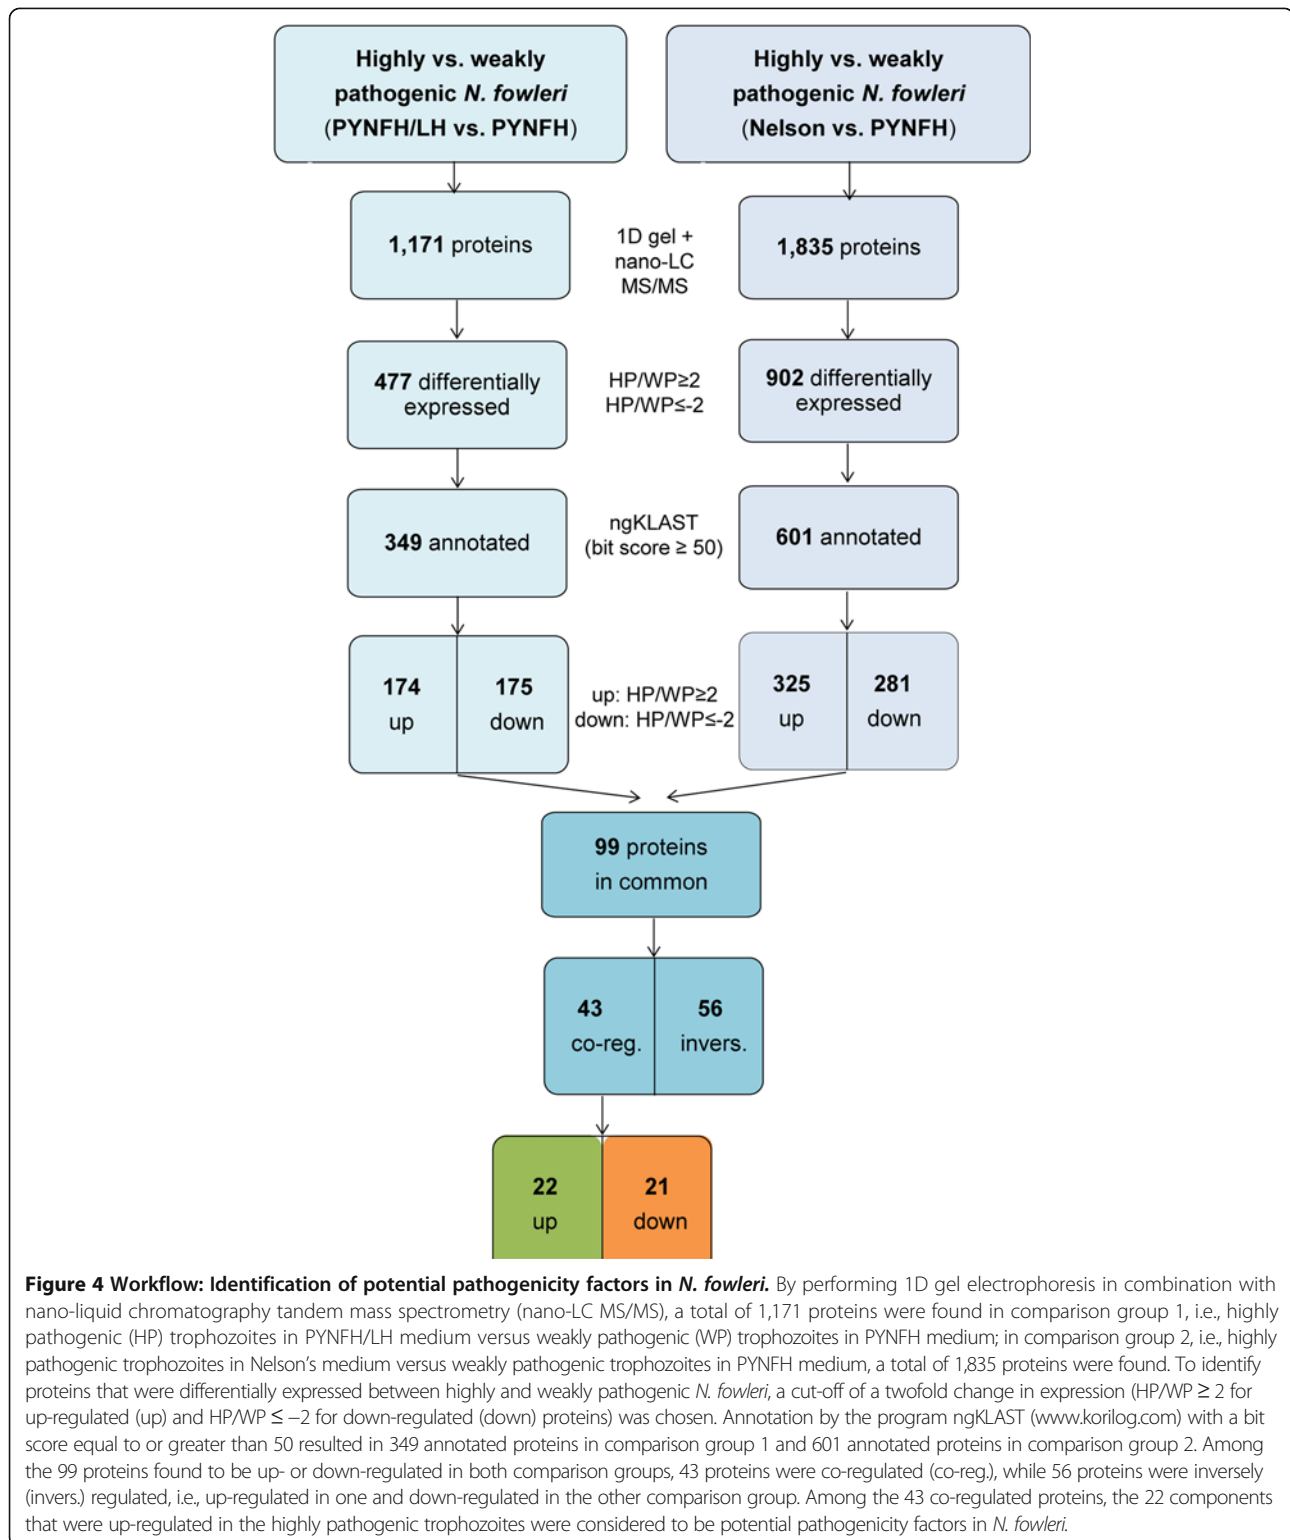 Highly vs. weakly
pathogenic N. fowleri
(PYNFH/LH vs. PYNFH)
Highly vs. weakly
pathogenic N. fowleri
(Nelson vs. PYNFH)
1,171 proteins
1D gel +
nano-LC
MS/MS
1,835 proteins
477 differentially
expressed
HP/WP≥2
HP/WP≤-2
902 differentially
expressed
349 annotated
ngKLAST
(bit score ≥ 50)
601 annotated
174
up
175
down
up: HP/WP≥2
down: HP/WP≤-2
325
up
281
down
99 proteins
in common
43
co-reg.
56
invers.
22
up
21
down
Figure 4 Workflow: Identification of potential pathogenicity factors in N. fowleri. By performing 1D gel electrophoresis in combination with
nano-liquid chromatography tandem mass spectrometry (nano-LC MS/MS), a total of 1,171 proteins were found in comparison group 1, i.e., highly
pathogenic (HP) trophozoites in PYNFH/LH medium versus weakly pathogenic (WP) trophozoites in PYNFH medium; in comparison group 2, i.e., highly
pathogenic trophozoites in Nelson's medium versus weakly pathogenic trophozoites in PYNFH medium, a total of 1,835 proteins were found. To identify
proteins that were differentially expressed between highly and weakly pathogenic N. fowleri, a cut-off of a twofold change in expression (HP/WP ≥ 2 for
up-regulated (up) and HP/WP ≤ −2 for down-regulated (down) proteins) was chosen. Annotation by the program ngKLAST (www.korilog.com) with a bit
score equal to or greater than 50 resulted in 349 annotated proteins in comparison group 1 and 601 annotated proteins in comparison group 2. Among
the 99 proteins found to be up- or down-regulated in both comparison groups, 43 proteins were co-regulated (co-reg.), while 56 proteins were inversely
(invers.) regulated, i.e., up-regulated in one and down-regulated in the other comparison group. Among the 43 co-regulated proteins, the 22 components
that were up-regulated in the highly pathogenic trophozoites were considered to be potential pathogenicity factors in N. fowleri.